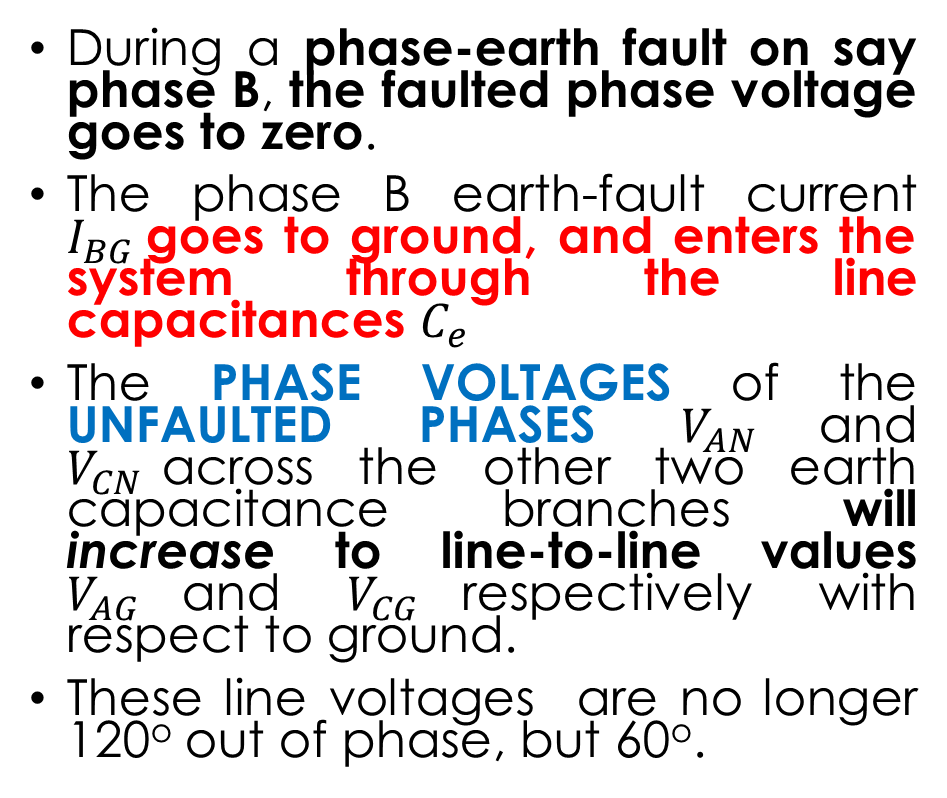 • During a phase-earth fault on say
phase B, the faulted phase voltage
goes to zero.
• The phase B earth-fault current
I_{BG} goes to ground, and enters the
system through the line
capacitances C_e
• The PHASE VOLTAGES of the
UNFAULTED PHASES V_{AN} and
V_{CN} across the other two earth
capacitance branches will
increase to line-to-line values
V_{AG} and V_{CG} respectively with
respect to ground.
• These line voltages are no longer
120° out of phase, but 60°.